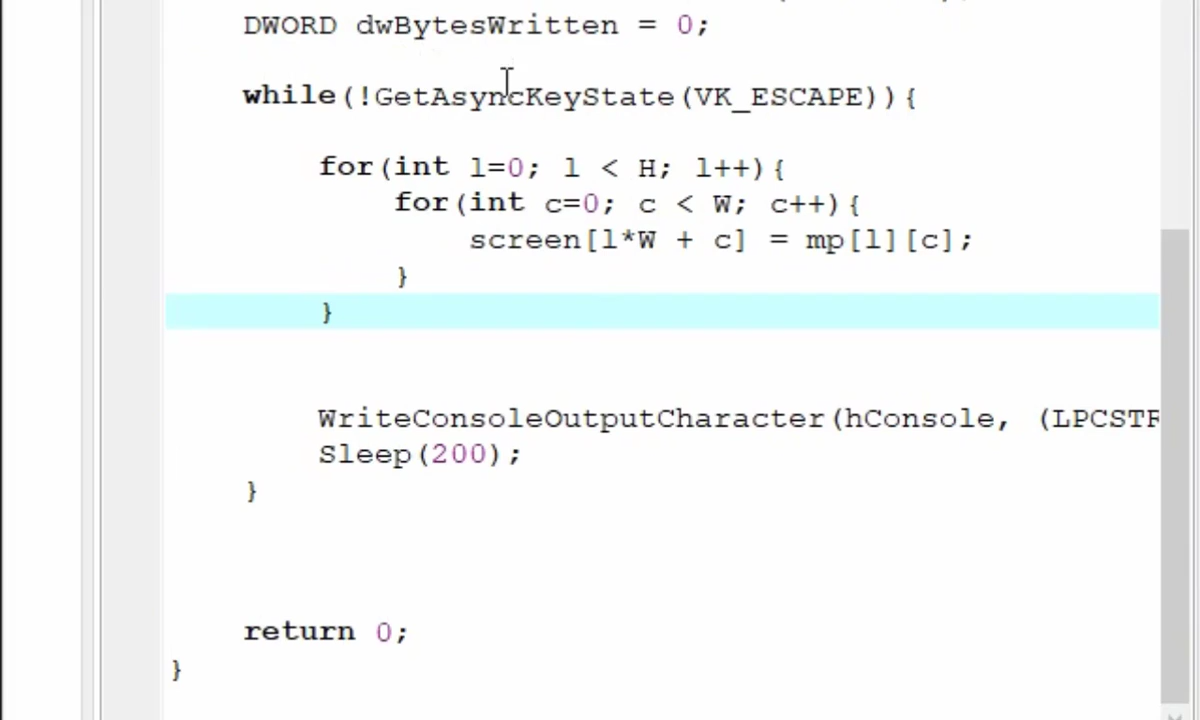 DWORD dwBytesWritten = 0;
while(!GetAsyncKeyState(VK_ESCAPE)){
for(int l=0; l < H; l++){
for(int c=0; c < W; c++){
screen[l*W + c] = mp[l][c];
}
}
WriteConsoleOutputCharacter(hConsole, (LPCSTR
Sleep(200);
}
return 0;
}